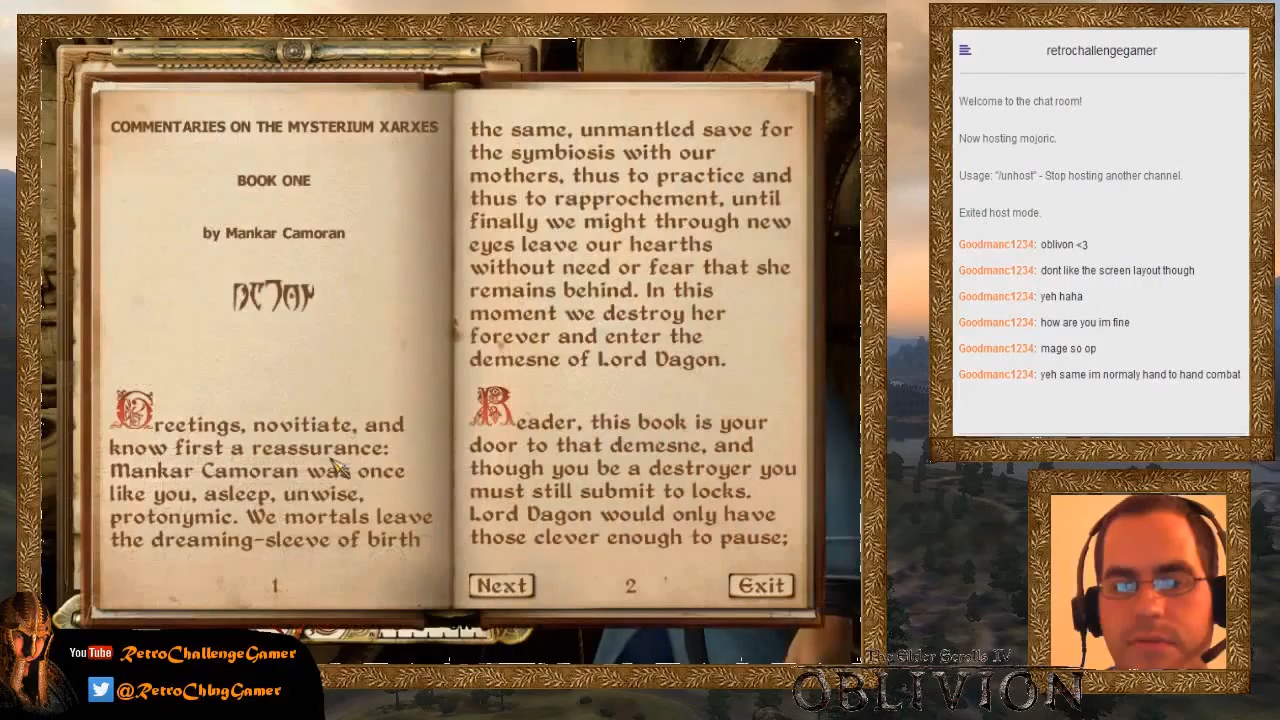 COMMENTARIES ON THE MYSTERIUM XARXES
BOOK ONE
by Mankar Camoran
Greetings, novitiate, and
know first a reassurance:
Mankar Camoran was once
like you, asleep, unwise,
protonymic. We mortals leave
the dreaming-sleeve of birth
1
the same, unmantled save for
the symbiosis with our
mothers, thus to practice and
thus to rapprochement, until
finally we might through new
eyes leave our hearths
without need or fear that she
remains behind. In this
moment we destroy her
forever and enter the
demesne of Lord Dagon.
Reader, this book is your
door to that demesne, and
though you be a destroyer you
must still submit to locks.
Lord Dagon would only have
those clever enough to pause;
Next
2
Exit
retrochallengegamer
Welcome to the chat room!
Now hosting mojoric.
Usage: "/unhost" - Stop hosting another channel.
Exited host mode.
Goodmanc1234: oblivon <3
Goodmanc1234: dont like the screen layout though
Goodmanc1234: yeh haha
Goodmanc1234: how are you im fine
Goodmanc1234: mage so op
Goodmanc1234: yeh same im normaly hand to hand combat
YouTube RetroChallengeGamer
@RetroChlngGamer
The Elder Scrolls IV
OBLIVION